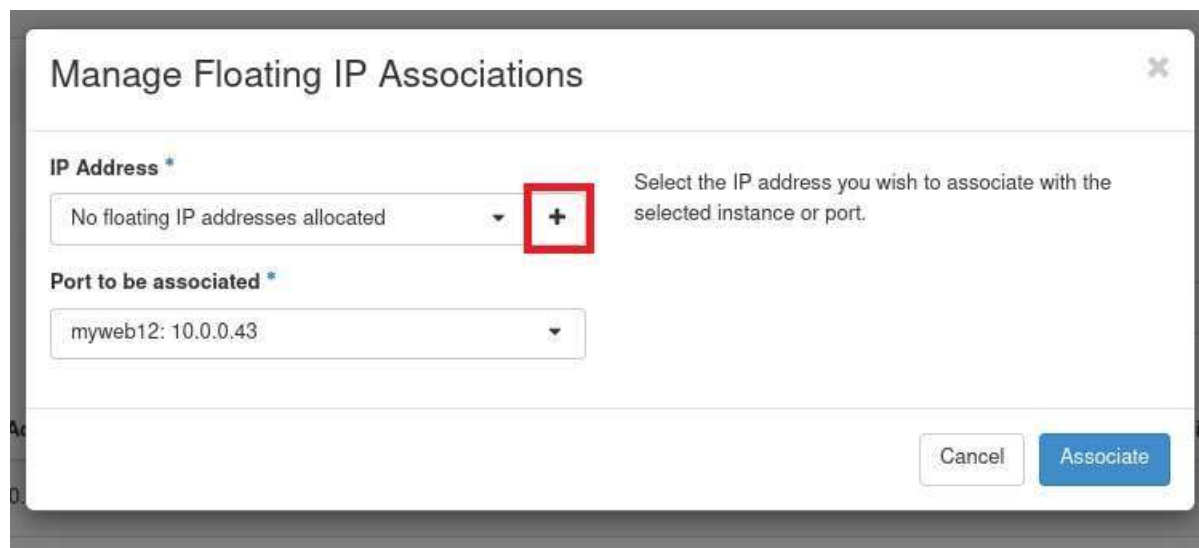 Manage Floating IP Associations
IP Address *
Select the IP address you wish to associate with the
selected instance or port.
No floating IP addresses allocated
Port to be associated *
myweb12: 10.0.0.43
Cancel
Associate